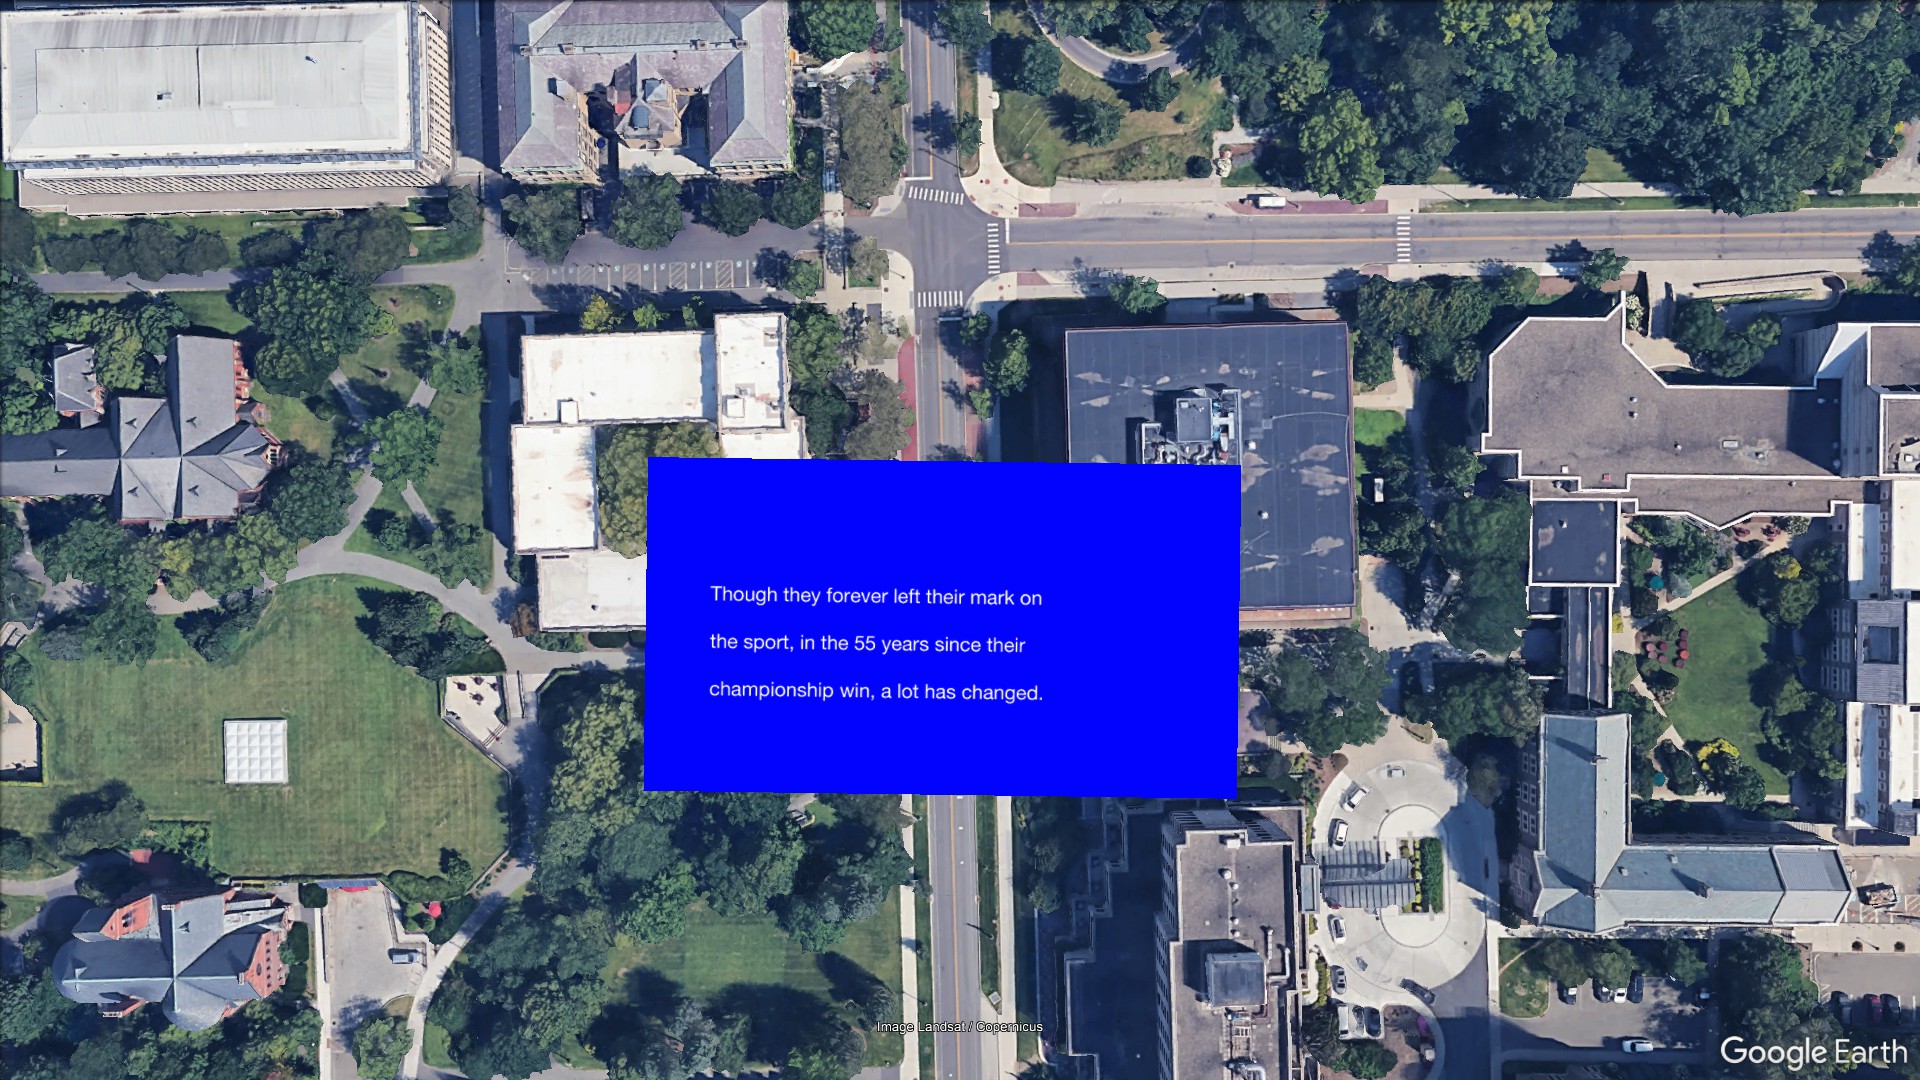 Though they forever left their mark on
the sport, in the 55 years since their
championship win, a lot has changed.
Image Landsat / Copernicus
Google Earth